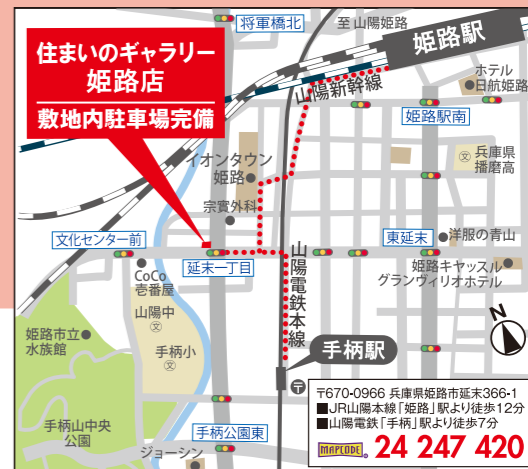 将軍橋北
至 山陽姫路
姫路駅
住まいのギャラリー
姫路店
敷地内駐車場完備
山陽新幹線
ホテル
日航姫路
姫路駅南
イオンタウン
姫路
文
兵庫県
播磨高
宗實外科
文化センター前
延末一丁目
東延末
洋服の青山
CoCo
壱番屋
山陽電鉄本線
姫路キャッスル
グランヴィリオホテル
山陽中
文
姫路市立
水族館
手柄小
文
手柄駅
N
〒
手柄山中央
公園
手柄公園東
ジョーシン
〒670-0966 兵庫県姫路市延末366-1
■JR山陽本線「姫路」駅より徒歩12分
■山陽電鉄「手柄」駅より徒歩7分
MAPCODE 24 247 420